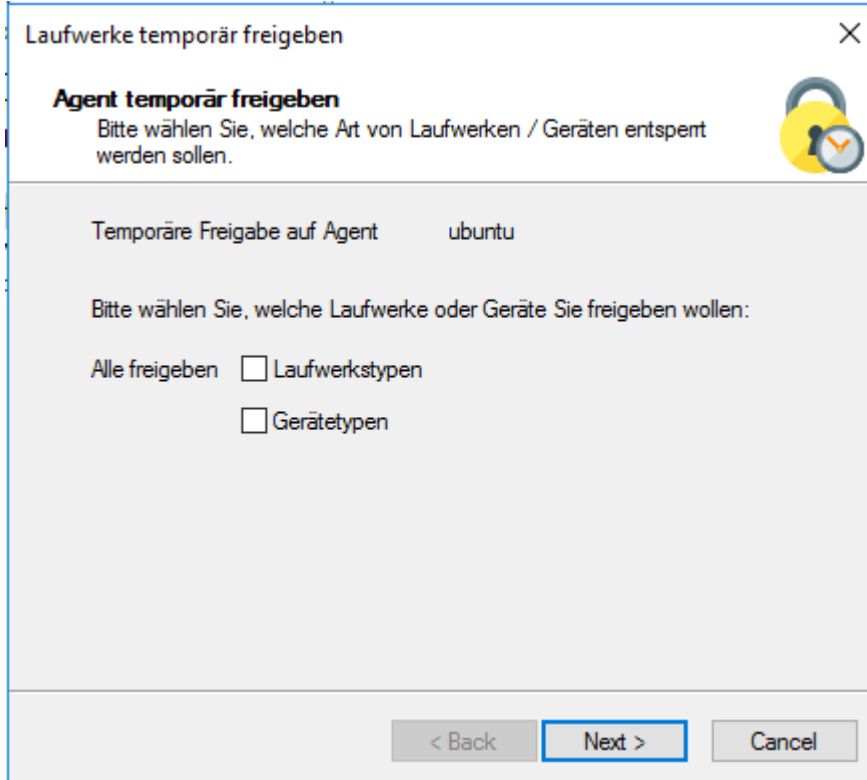 Laufwerke temporär freigeben
Agent temporär freigeben
Bitte wählen Sie, welche Art von Laufwerken / Geräten entsperrt
werden sollen.
Temporäre Freigabe auf Agent ubuntu
Bitte wählen Sie, welche Laufwerke oder Geräte Sie freigeben wollen:
Alle freigeben Laufwerkstypen
Gerätetypen
< Back Next > Cancel